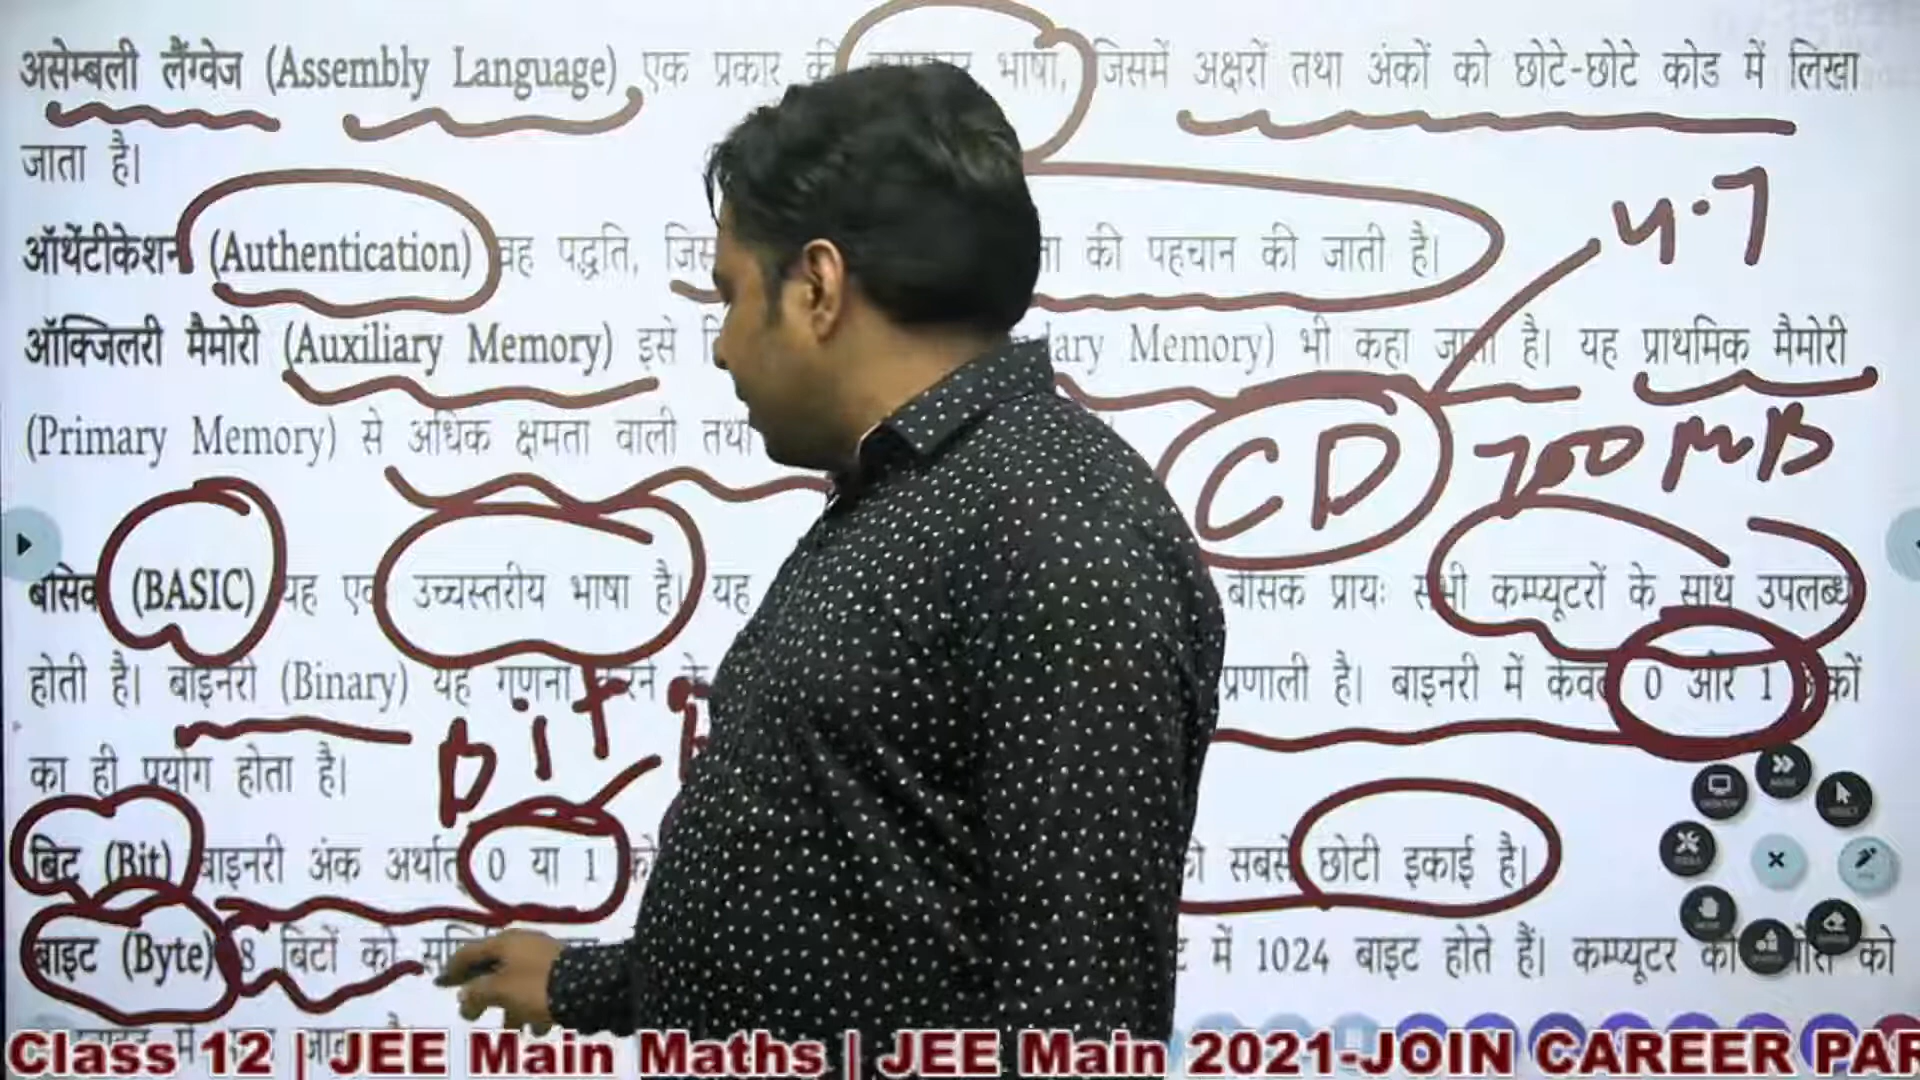 असेम्बली लैंग्वेज (Assembly Language) एक प्रकार की भाषा, जिसमें अक्षरों तथा अंकों को छोटे-छोटे कोड में लिखा
जाता है।
4.7
ऑथेंटीकेशन (Authentication) वह पद्धति, की पहचान की जाती है।
ऑक्जिलरी मैमोरी (Auxiliary Memory) इसे Memory) भी कहा जाता है। यह प्राथमिक मैमोरी
(Primary Memory) से अधिक क्षमता वाली तथा
CD 700 MB
बेसिक (BASIC) यह एक उच्चस्तरीय भाषा है। यह प्रायः सभी कम्प्यूटरों के साथ उपलब्ध
होती है। बाइनरी (Binary) यह गणना करने के प्रणाली है। बाइनरी में केवल 0 और 1
का ही प्रयोग होता है।
बिट (Bit) बाइनरी अंक अर्थात् 0 या 1 को सबसे छोटी इकाई है।
बाइट (Byte) 8 बिटों को में 1024 बाइट होते हैं। कम्प्यूटर की को
Class 12 | JEE Main Maths | JEE Main 2021-JOIN CAREER